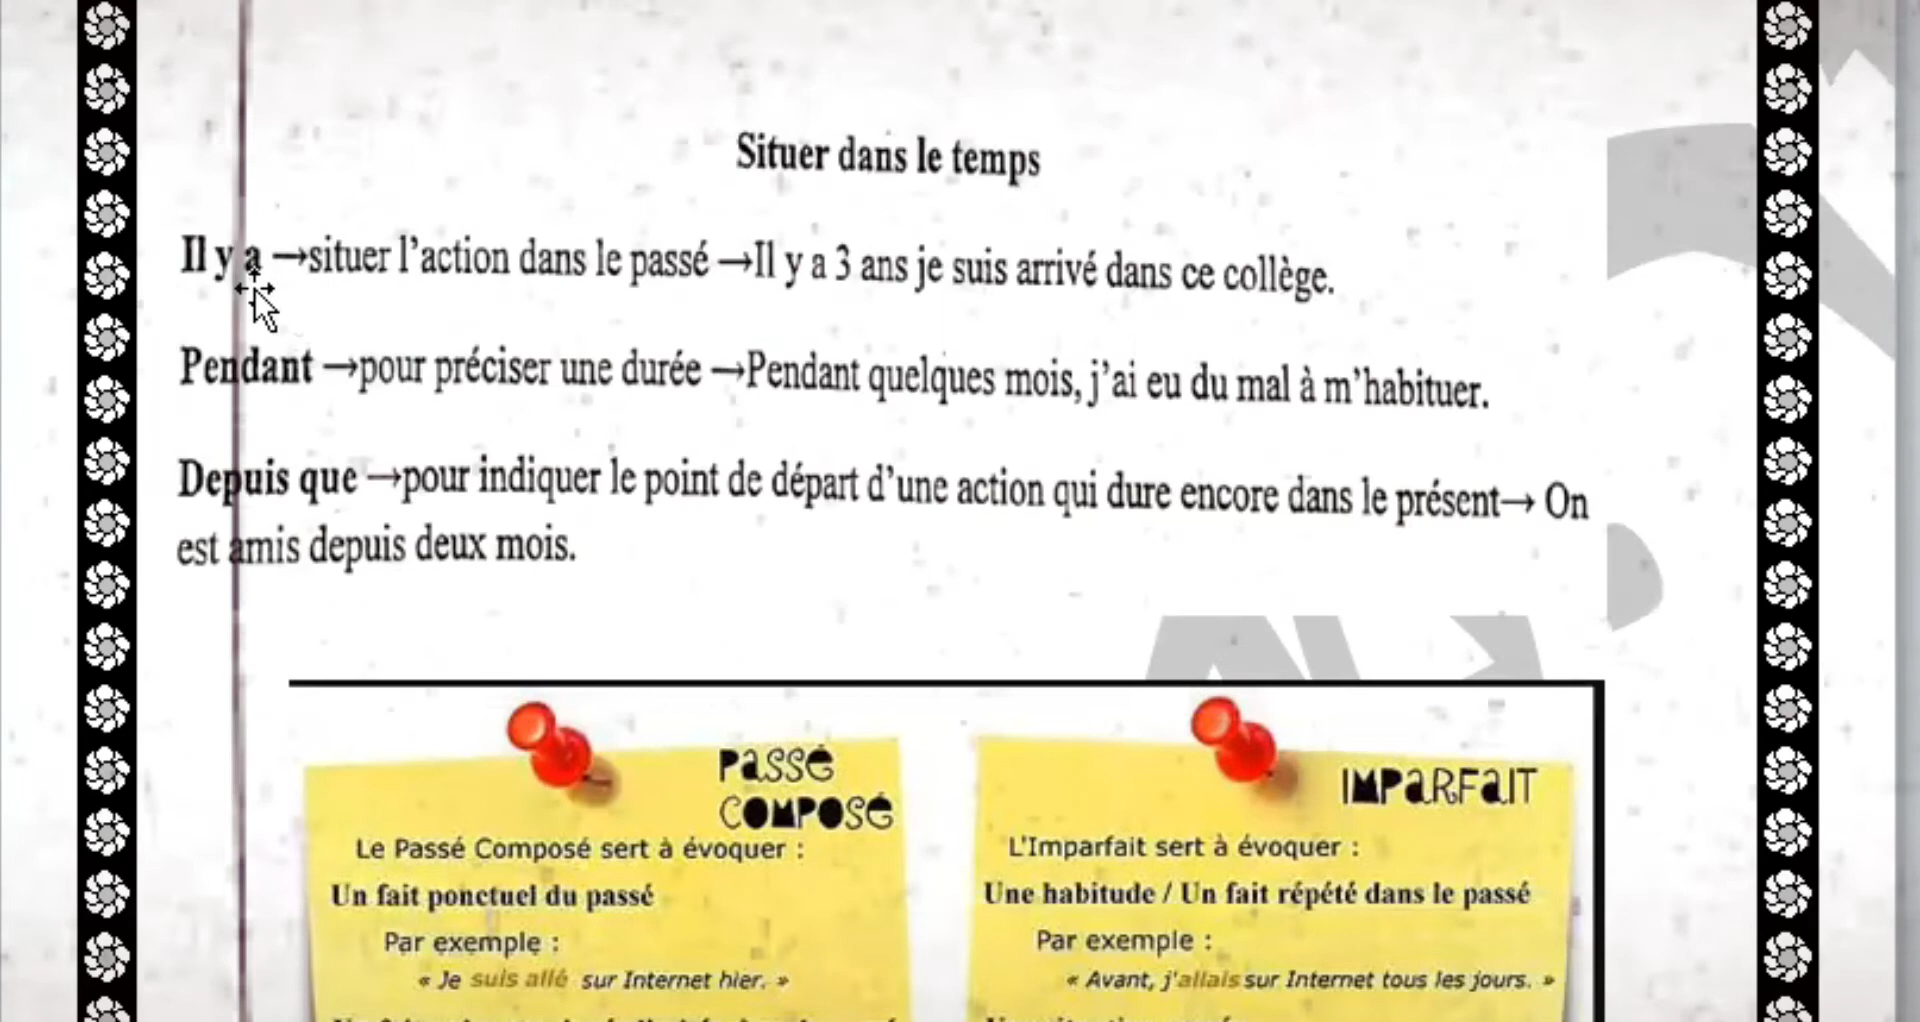 Situer dans le temps
Il y a →situer l'action dans le passé →Il y a 3 ans je suis arrivé dans ce collège.
Pendant →pour préciser une durée →Pendant quelques mois, j'ai eu du mal à m'habituer.
Depuis que →pour indiquer le point de départ d'une action qui dure encore dans le présent→ On
est amis depuis deux mois.
PASSÉ
COMPOSÉ
Le Passé Composé sert à évoquer :
Un fait ponctuel du passé
Par exemple :
« Je suis allé sur Internet hier. »
IMPARFAIT
L'Imparfait sert à évoquer :
Une habitude / Un fait répété dans le passé
Par exemple :
« Avant, j'allais sur Internet tous les jours. »